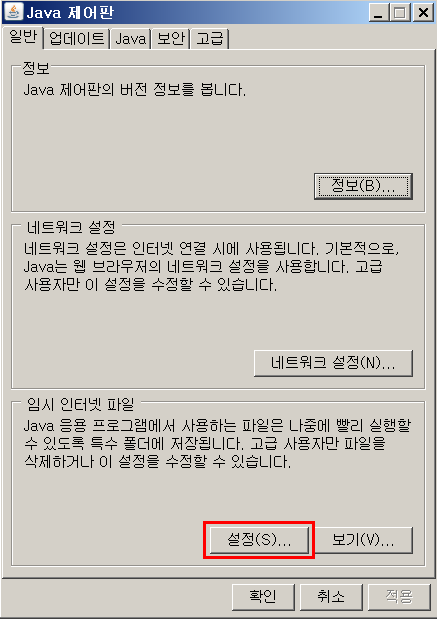 Java 제어판
일반 업데이트 Java 보안 고급
정보
Java 제어판의 버전 정보를 봅니다.
정보(B)...
네트워크 설정
네트워크 설정은 인터넷 연결 시에 사용됩니다. 기본적으로,
Java는 웹 브라우저의 네트워크 설정을 사용합니다. 고급
사용자만 이 설정을 수정할 수 있습니다.
네트워크 설정(N)...
임시 인터넷 파일
Java 응용 프로그램에서 사용하는 파일은 나중에 빨리 실행할
수 있도록 특수 폴더에 저장됩니다. 고급 사용자만 파일을
삭제하거나 이 설정을 수정할 수 있습니다.
설정(S)... 보기(V)...
확인 취소 적용